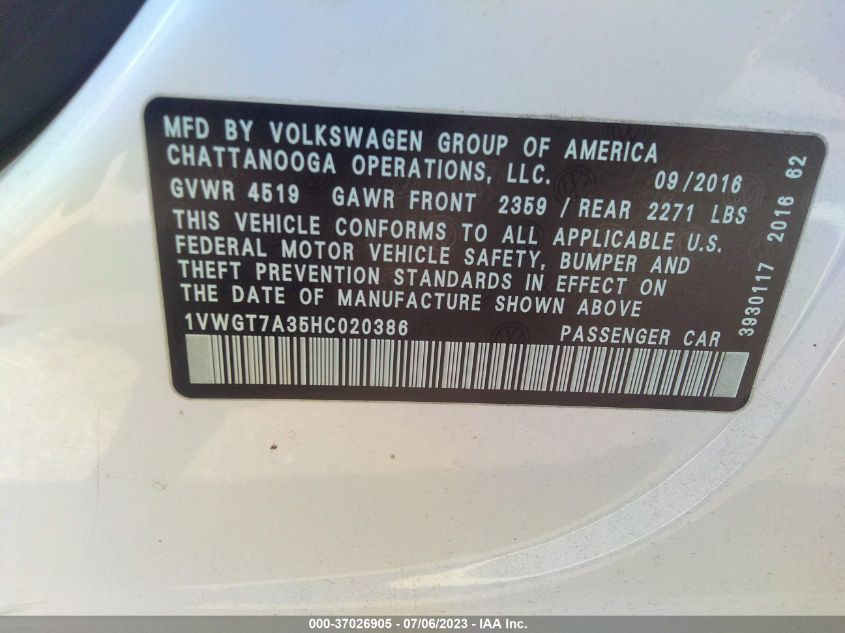 MFD BY VOLKSWAGEN GROUP OF AMERICA
CHATTANOOGA OPERATIONS, LLC. 09/2016
GVWR 4519 GAWR FRONT 2359 / REAR 2271 LBS
THIS VEHICLE CONFORMS TO ALL APPLICABLE U.S.
FEDERAL MOTOR VEHICLE SAFETY, BUMPER AND
THEFT PREVENTION STANDARDS IN EFFECT ON
THE DATE OF MANUFACTURE SHOWN ABOVE
1VWGT7A35HC020386 PASSENGER CAR
3930117 2016 62
000-37026905 - 07/06/2023 - IAA Inc.